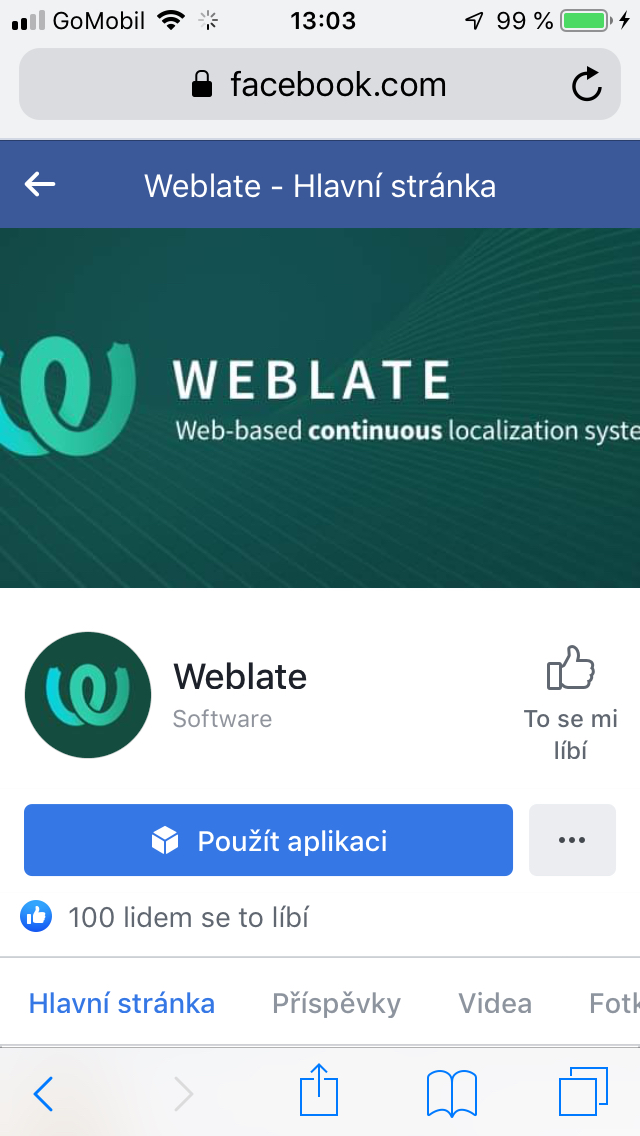 GoMobil 13:03 99 %
facebook.com
Weblate - Hlavní stránka
WEBLATE
Web-based continuous localization syste
Weblate
Software
To se mi
líbí
Použít aplikaci
100 lidem se to líbí
Hlavní stránka Příspěvky Videa Fotk